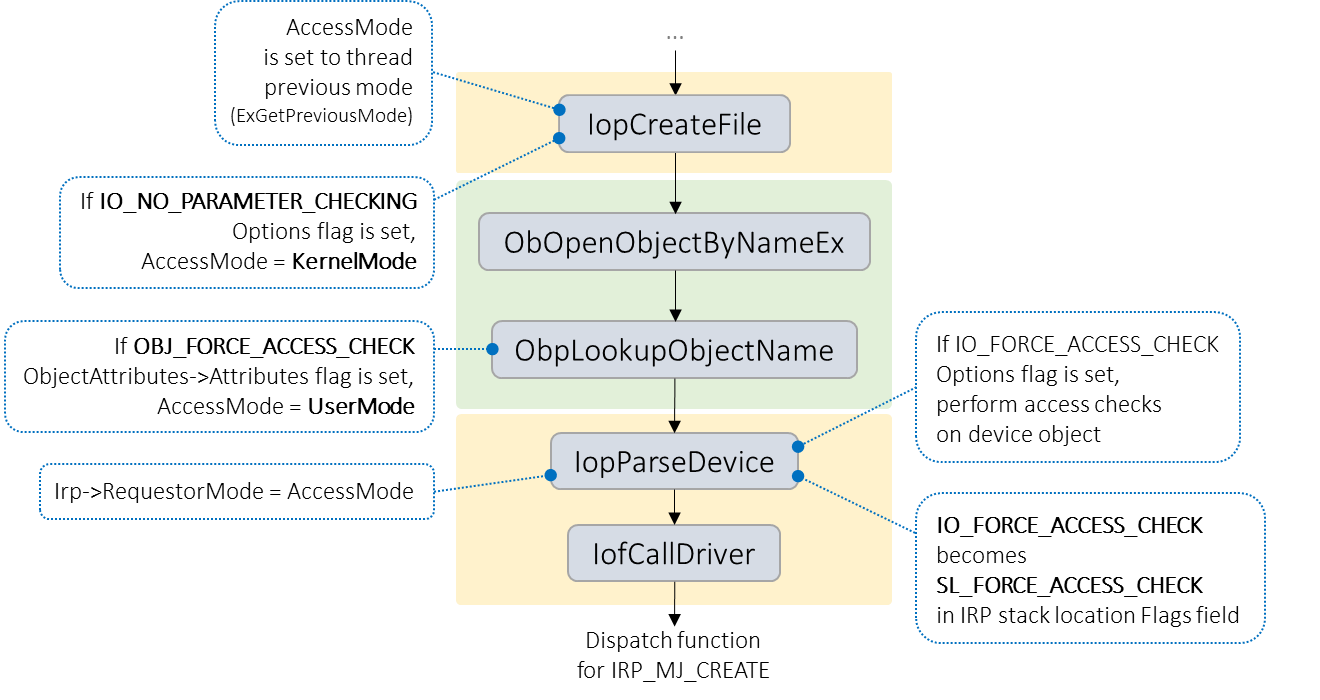 ...
AccessMode
is set to thread
previous mode
(ExGetPreviousMode)
IopCreateFile
If IO_NO_PARAMETER_CHECKING
Options flag is set,
AccessMode = KernelMode
ObOpenObjectByNameEx
If OBJ_FORCE_ACCESS_CHECK
ObjectAttributes->Attributes flag is set,
AccessMode = UserMode
ObpLookupObjectName
If IO_FORCE_ACCESS_CHECK
Options flag is set,
perform access checks
on device object
IopParseDevice
Irp->RequestorMode = AccessMode
IO_FORCE_ACCESS_CHECK
becomes
SL_FORCE_ACCESS_CHECK
in IRP stack location Flags field
IofCallDriver
Dispatch function
for IRP_MJ_CREATE